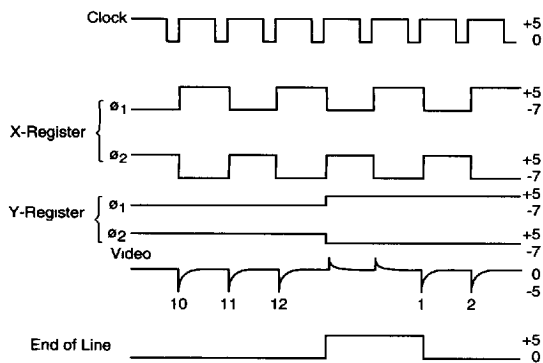 Clock
+5
0
ø1
+5
-7
X-Register
ø2
+5
-7
Y-Register
ø1
+5
-7
ø2
+5
-7
Video
0
-5
10 11 12 1 2
End of Line
+5
0